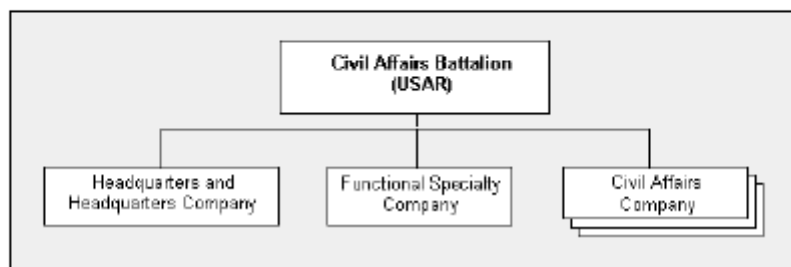 Civil Affairs Battalion
(USAR)
Headquarters and
Headquarters Company
Functional Specialty
Company
Civil Affairs
Company